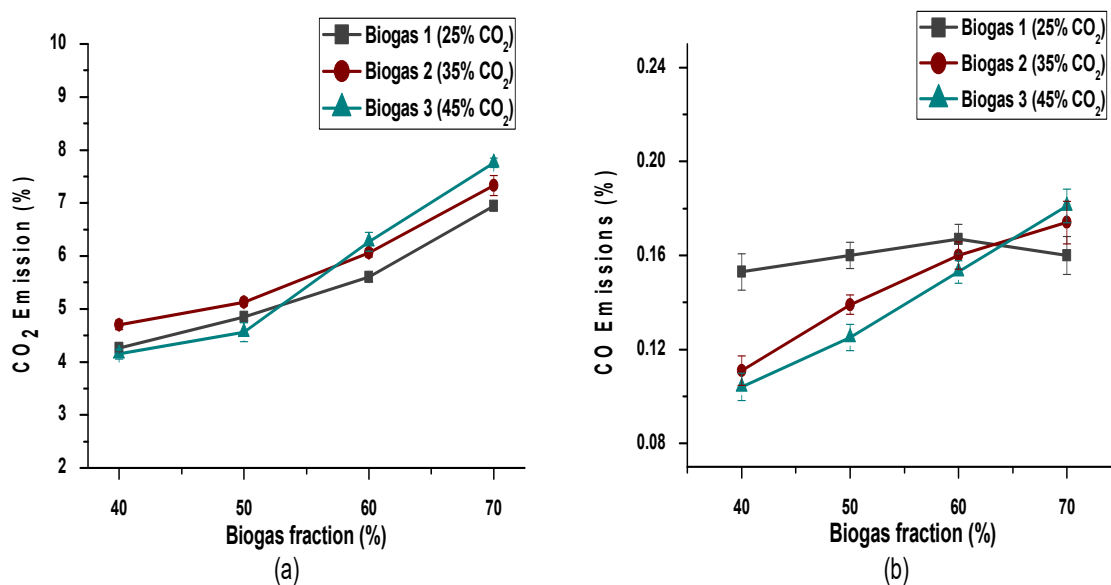 10
9
8
7
6
5
4
3
2
CO2 Emission (%)
Biogas 1 (25% CO2)
Biogas 2 (35% CO2)
Biogas 3 (45% CO2)
40 50 60 70
Biogas fraction (%)
(a)
0.24
0.20
0.16
0.12
0.08
CO Emissions (%)
Biogas 1 (25% CO2)
Biogas 2 (35% CO2)
Biogas 3 (45% CO2)
40 50 60 70
Biogas fraction (%)
(b)